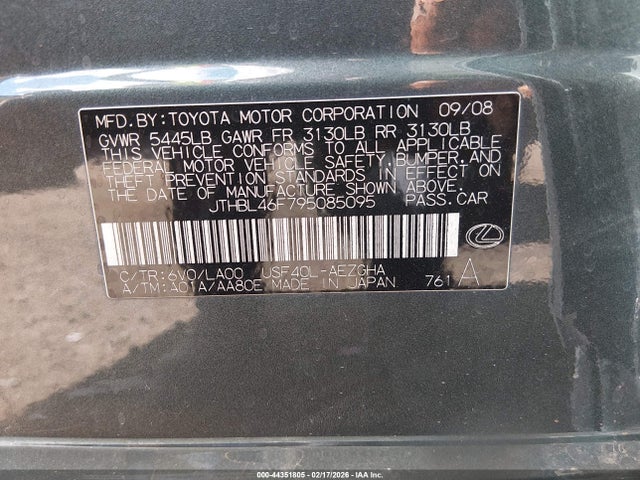 MFD.BY:TOYOTA MOTOR CORPORATION 09/08
GVWR 5445LB GAWR FR 3130LB RR 3130LB
THIS VEHICLE CONFORMS TO ALL APPLICABLE
FEDERAL MOTOR VEHICLE SAFETY,BUMPER,AND
THEFT PREVENTION STANDARDS IN EFFECT ON
THE DATE OF MANUFACTURE SHOWN ABOVE.
JTHBL46F795085095 PASS.CAR
C/TR:6V0/LA00 USF40L-AEZGHA
A/TM:A01A/AA80E MADE IN JAPAN 761 A
000-44351805 - 02/17/2026 - IAA Inc.